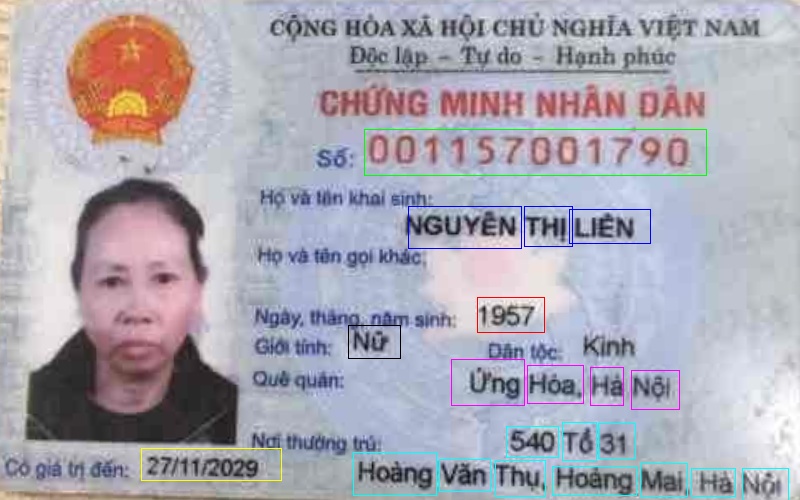 CỘNG HÒA XÃ HỘI CHỦ NGHĨA VIỆT NAM
Độc lập - Tự do - Hạnh phúc
CHỨNG MINH NHÂN DÂN
Số: 001157001790
Họ và tên khai sinh:
NGUYÊN THỊ LIÊN
Họ và tên gọi khác:
Ngày, tháng, năm sinh: 1957
Giới tính: Nữ Dân tộc: Kinh
Quê quán: Ứng Hòa, Hà Nội
Nơi thường trú: 540 Tổ 31
Có giá trị đến: 27/11/2029 Hoàng Văn Thụ, Hoàng Mai, Hà Nội